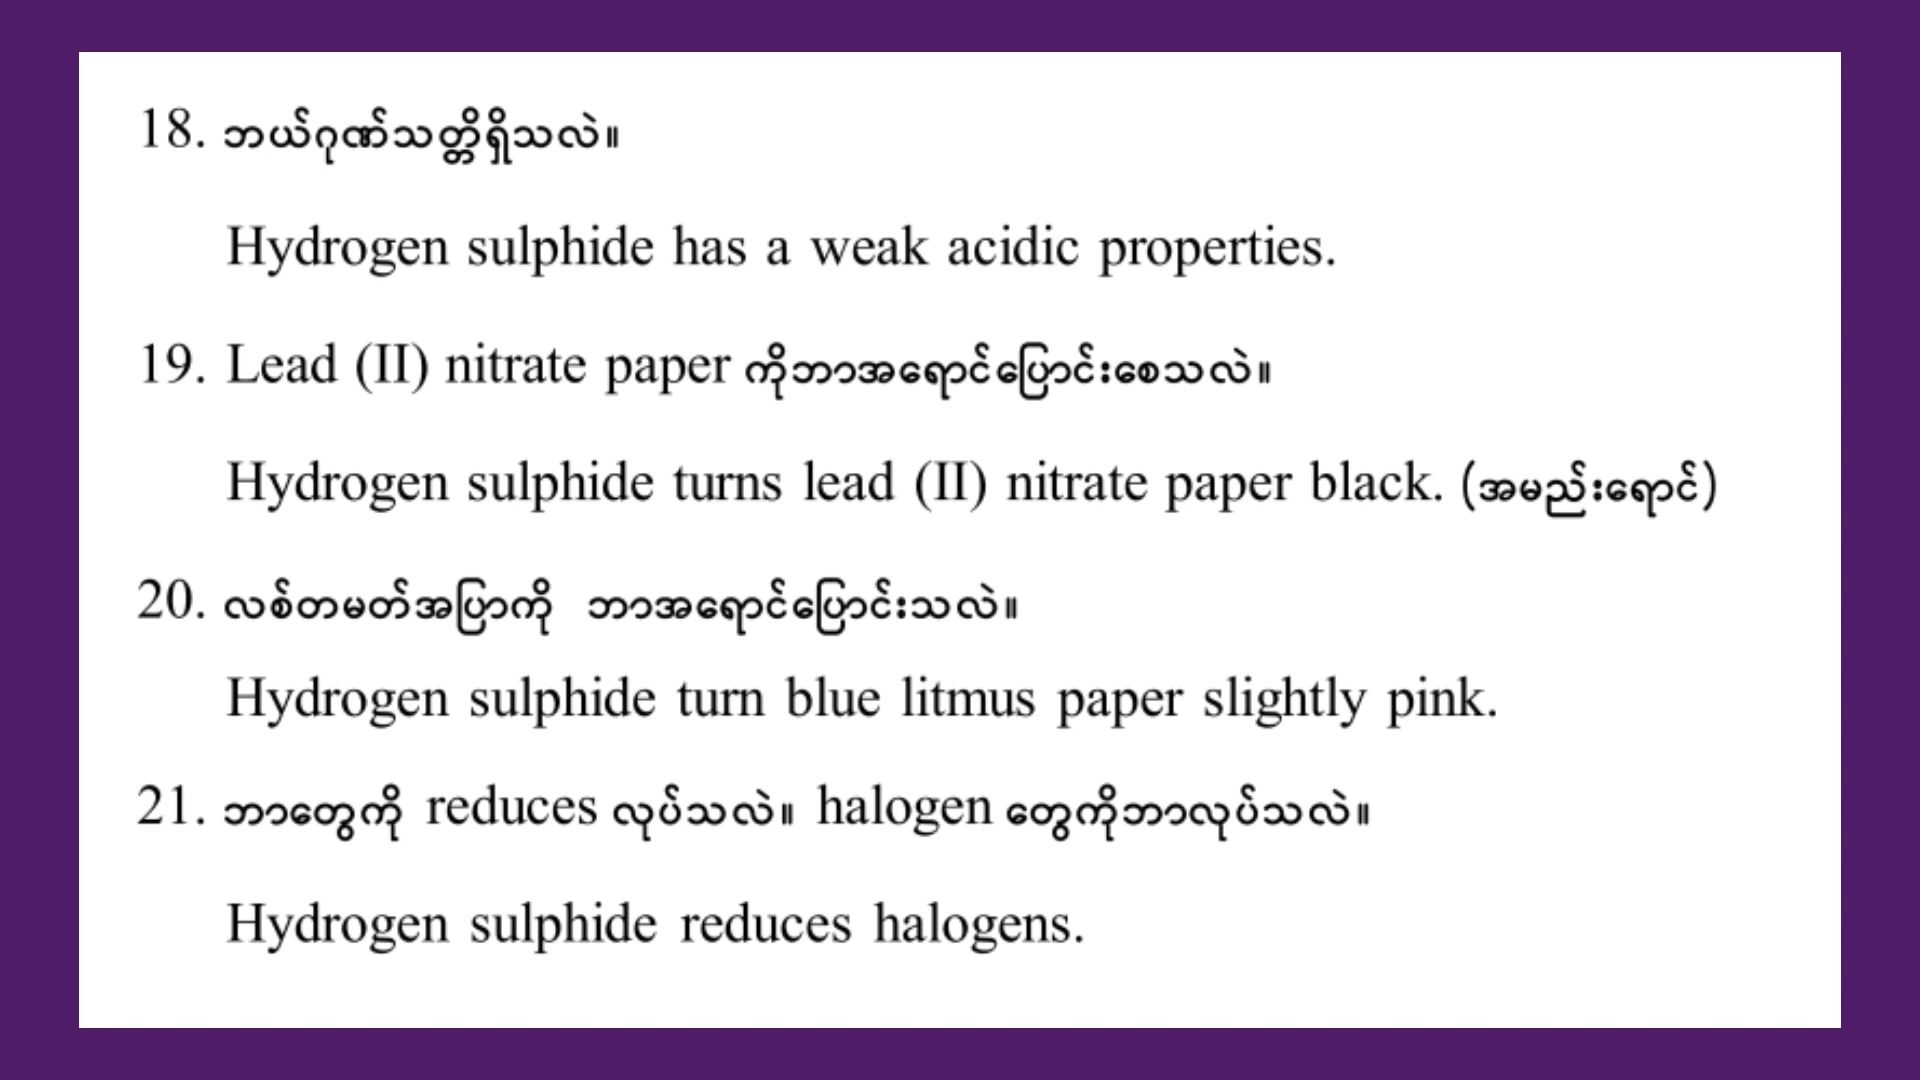 18. ဘယ်ဂုဏ်သတ္တိရှိသလဲ။
Hydrogen sulphide has a weak acidic properties.
19. Lead (II) nitrate paper ကိုဘာအရောင်ပြောင်းစေသလဲ။
Hydrogen sulphide turns lead (II) nitrate paper black. (အမည်းရောင်)
20. လစ်တမတ်အပြာကို ဘာအရောင်ပြောင်းသလဲ။
Hydrogen sulphide turn blue litmus paper slightly pink.
21. ဘာတွေကို reduces လုပ်သလဲ။ halogen တွေကိုဘာလုပ်သလဲ။
Hydrogen sulphide reduces halogens.